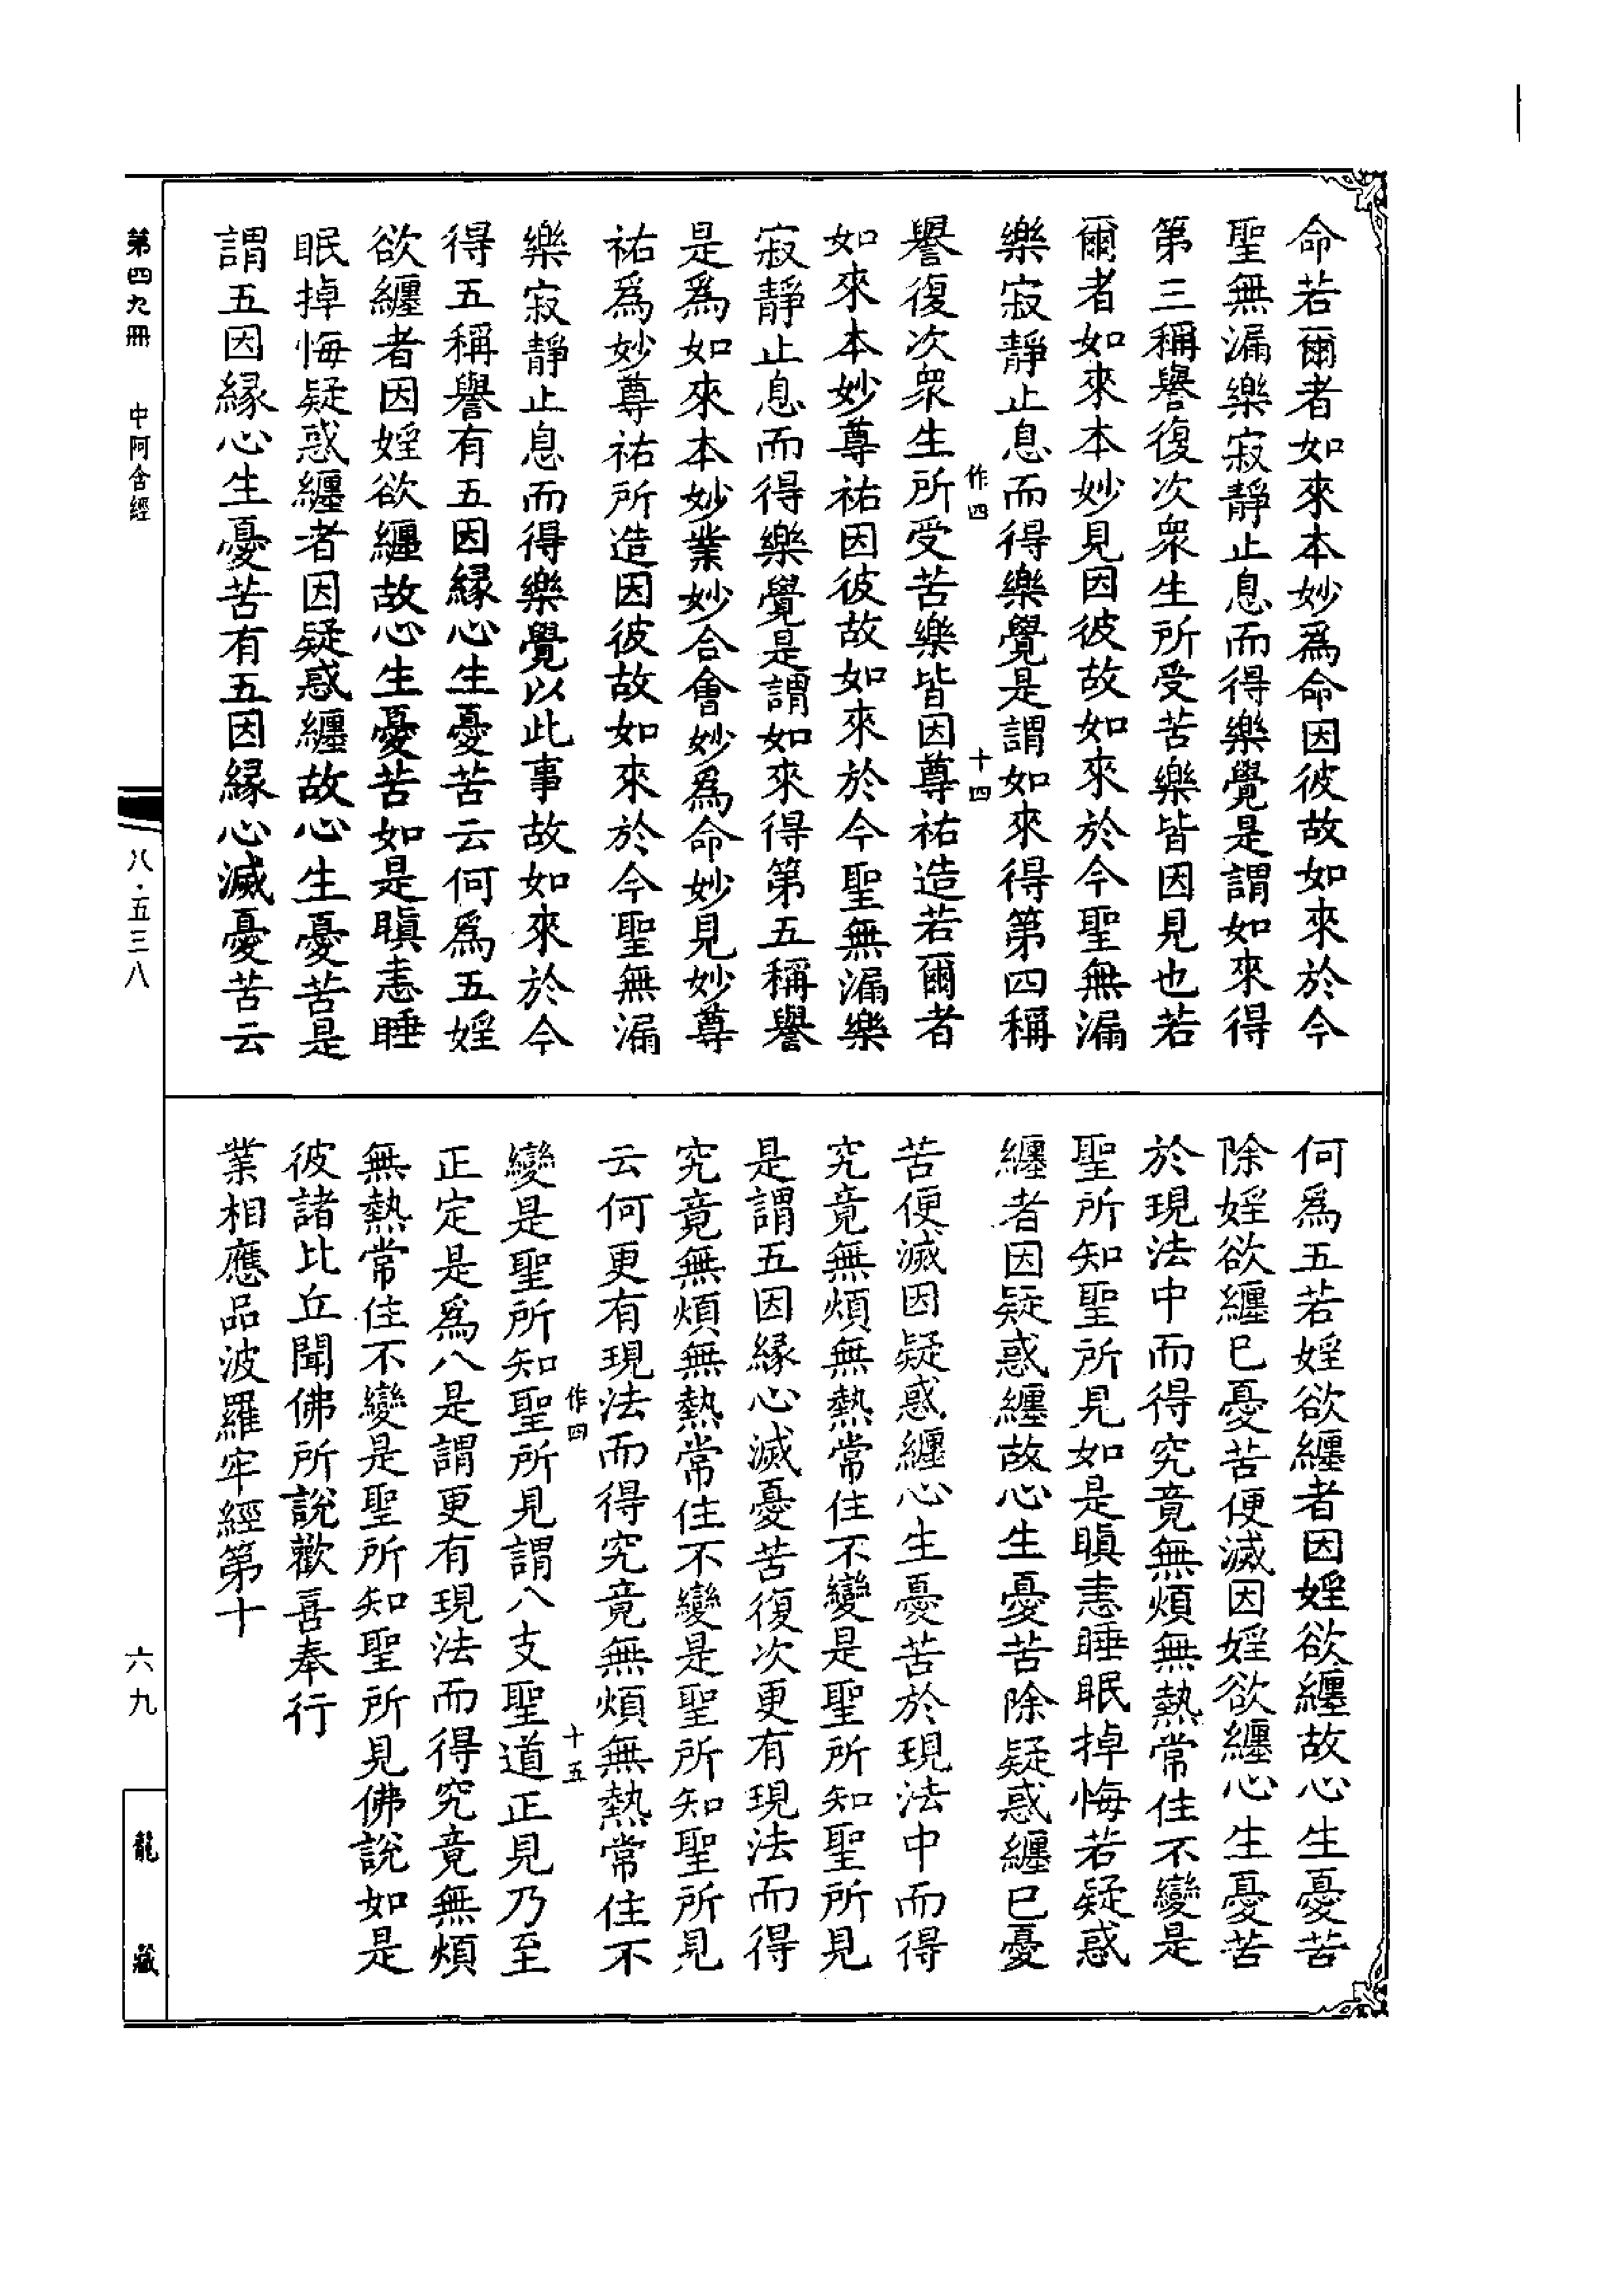 命若爾者如來本妙爲命因彼故如來於今
聖無漏樂寂靜止息而得樂覺是謂如來得
第三稱譽復次衆生所受苦樂皆因見也若
爾者如來本妙見因彼故如來於今聖無漏
樂寂靜止息而得樂覺是謂如來得第四稱
作四
十四
譽復次衆生所受苦樂皆因尊祐造若爾者
如來本妙尊祐因彼故如來於今聖無漏樂
寂靜止息而得樂覺是謂如來得第五稱譽
是爲如來本妙業妙合會妙爲命妙見妙尊
祐爲妙尊祐所造因彼故如來於今聖無漏
樂寂靜止息而得樂覺以此事故如來於今
得五稱譽有五因緣心生憂苦云何爲五婬
欲纏者因婬欲纏故心生憂苦如是瞋恚睡
眠掉悔疑惑纏者因疑惑纏故心生憂苦是
謂五因緣心生憂苦有五因緣心滅憂苦云
何爲五若婬欲纏者因婬欲纏故心生憂苦
除婬欲纏已憂苦便滅因婬欲纏心生憂苦
於現法中而得究竟無煩無熱常住不變是
聖所知聖所見如是瞋恚睡眠掉悔若疑惑
纏者因疑惑纏故心生憂苦除疑惑纏已憂
苦便滅因疑惑纏心生憂苦於現法中而得
究竟無煩無熱常住不變是聖所知聖所見
是謂五因緣心滅憂苦復次更有現法而得
究竟無煩無熱常住不變是聖所知聖所見
云何更有現法而得究竟無煩無熱常住不
作四
十五
變是聖所知聖所見謂八支聖道正見乃至
正定是爲八是謂更有現法而得究竟無煩
無熱常住不變是聖所知聖所見佛說如是
彼諸比丘聞佛所說歡喜奉行
業相應品波羅牢經第十
第四九冊
中阿含經
八·五三八
六九
龍藏